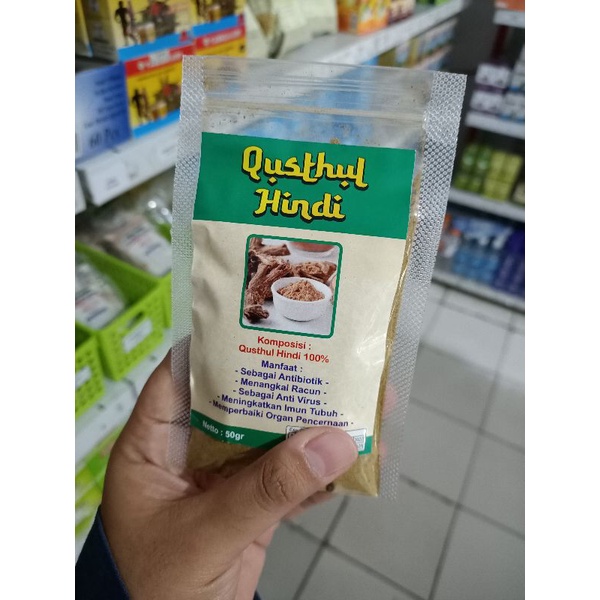 Qusthul
Hindi
Komposisi :
Qusthul Hindi 100%
Manfaat :
- Sebagai Antibiotik -
- Menangkal Racun -
- Sebagai Anti Virus -
- Meningkatkan Imun Tubuh -
- Memperbaiki Organ Pencernaan -
Netto : 50gr